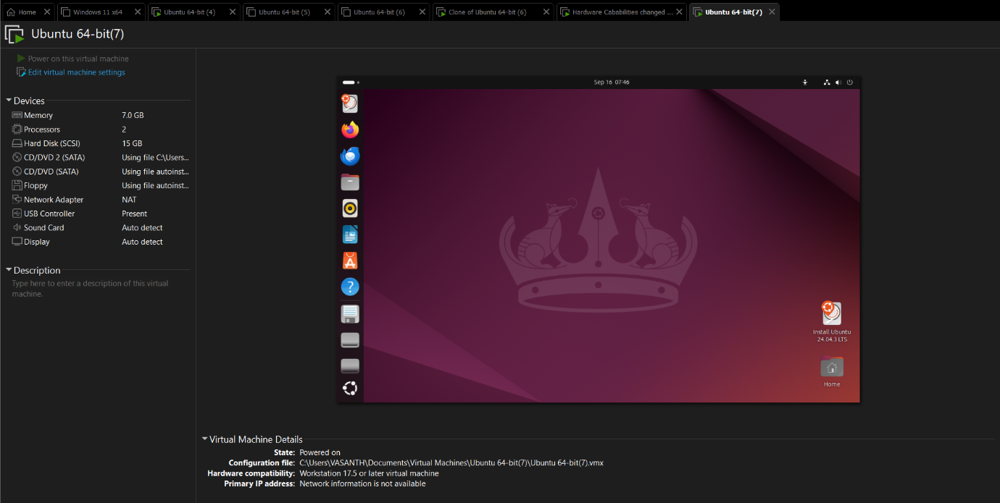 Home
Windows 11 x64
Ubuntu 64-bit (4)
Ubuntu 64-bit (5)
Ubuntu 64-bit (6)
Clone of Ubuntu 64-bit (6)
Hardware Cababilities changed ...
Ubuntu 64-bit(7)
Ubuntu 64-bit(7)
Power on this virtual machine
Edit virtual machine settings
Devices
Memory 7.0 GB
Processors 2
Hard Disk (SCSI) 15 GB
CD/DVD 2 (SATA) Using file C:\Users...
CD/DVD (SATA) Using file autoinst...
Floppy Using file autoinst...
Network Adapter NAT
USB Controller Present
Sound Card Auto detect
Display Auto detect
Description
Type here to enter a description of this virtual
machine.
Sep 16 07:46
Install Ubuntu
24.04.3 LTS
Home
Virtual Machine Details
State: Powered on
Configuration file: C:\Users\VASANTH\Documents\Virtual Machines\Ubuntu 64-bit(7)\Ubuntu 64-bit(7).vmx
Hardware compatibility: Workstation 17.5 or later virtual machine
Primary IP address: Network information is not available